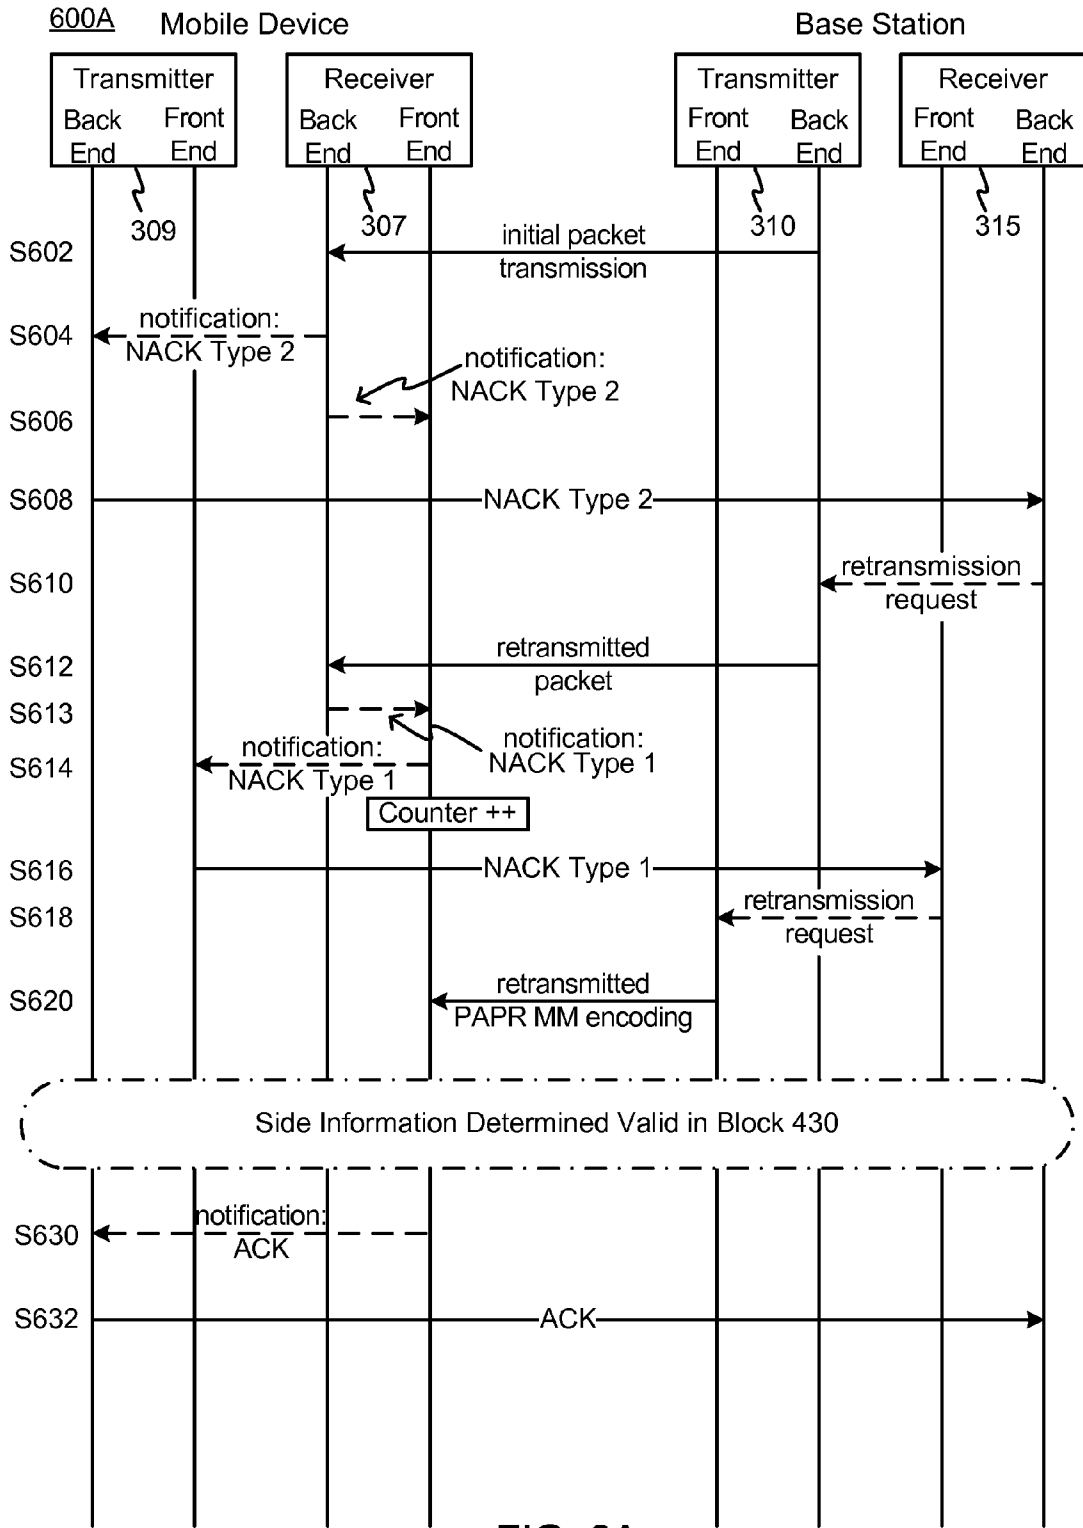 600A
Mobile Device
Base Station
Transmitter
Back End
Front End
Receiver
Back End
Front End
Transmitter
Front End
Back End
Receiver
Front End
Back End
309
307
310
315
S602
initial packet
transmission
S604
notification:
NACK Type 2
notification:
NACK Type 2
S606
S608
NACK Type 2
S610
retransmission
request
S612
retransmitted
packet
S613
notification:
NACK Type 1
S614
notification:
NACK Type 1
Counter ++
S616
NACK Type 1
S618
retransmission
request
S620
retransmitted
PAPR MM encoding
Side Information Determined Valid in Block 430
S630
notification:
ACK
S632
ACK